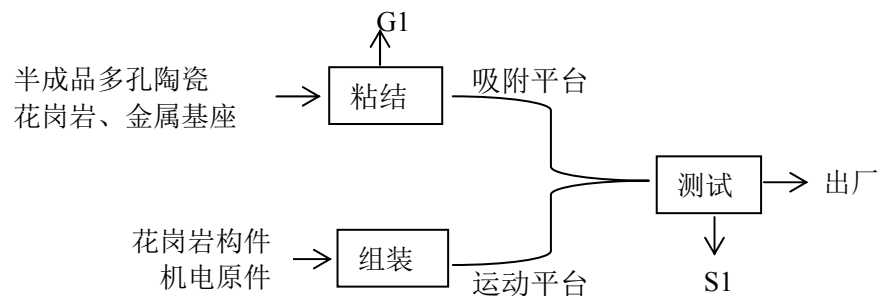 G1
半成品多孔陶瓷
花岗岩、金属基座
粘结
吸附平台
测试
出厂
花岗岩构件
机电原件
组装
运动平台
S1